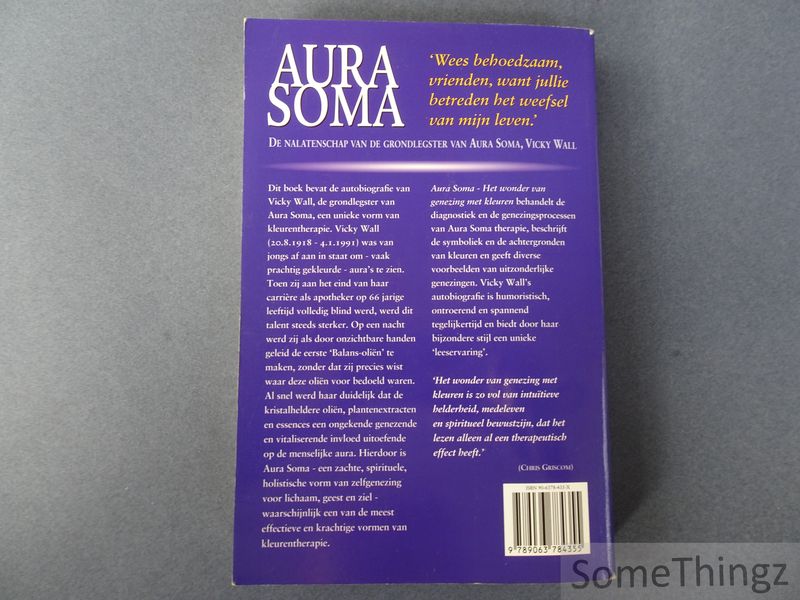 AURA
SOMA
‘Wees behoedzaam,
vrienden, want jullie
betreden het weefsel
van mijn leven.’
DE NALATENSCHAP VAN DE GRONDLEGSTER VAN AURA SOMA, VICKY WALL
Dit boek bevat de autobiografie van
Vicky Wall, de grondlegster van
Aura Soma, een unieke vorm van
kleurentherapie. Vicky Wall
(20.8.1918 - 4.1.1991) was van
jongs af aan in staat om - vaak
prachtig gekleurde - aura's te zien.
Toen zij aan het eind van haar
carrière als apotheker op 66 jarige
leeftijd volledig blind werd, werd dit
talent steeds sterker. Op een nacht
werd zij als door onzichtbare handen
geleid de eerste ‘Balans-oliën’ te
maken, zonder dat zij precies wist
waar deze oliën voor bedoeld waren.
Al snel werd haar duidelijk dat de
kristalheldere oliën, plantenextracten
en essences een ongekende genezende
en vitaliserende invloed uitoefende
op de menselijke aura. Hierdoor is
Aura Soma - een zachte, spirituele,
holistische vorm van zelfgenezing
voor lichaam, geest en ziel -
waarschijnlijk een van de meest
effectieve en krachtige vormen van
kleurentherapie.
Aura Soma - Het wonder van
genezing met kleuren behandelt de
diagnostiek en de genezingsprocessen
van Aura Soma therapie, beschrijft
de symboliek en de achtergronden
van kleuren en geeft diverse
voorbeelden van uitzonderlijke
genezingen. Vicky Wall's
autobiografie is humoristisch,
ontroerend en spannend
tegelijkertijd en biedt door haar
bijzondere stijl een unieke
‘leeservaring’.
‘Het wonder van genezing met
kleuren is zo vol van intuïtieve
helderheid, medeleven
en spiritueel bewustzijn, dat het
lezen alleen al een therapeutisch
effect heeft.’
(CHRIS GRISCOM)
ISBN 90-6378-435-X
9 789063 784355
SomeThingz